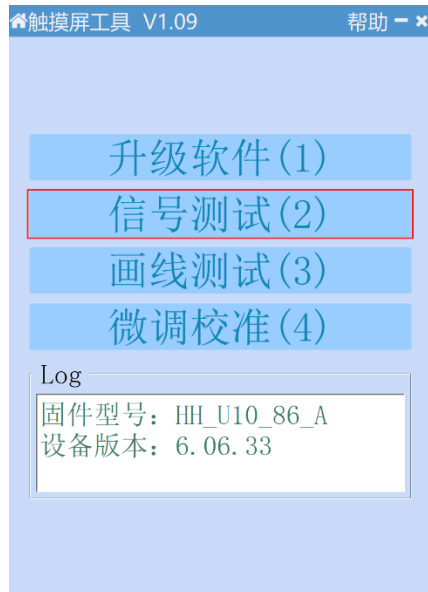 触摸屏工具 V1.09 帮助
升级软件(1)
信号测试(2)
画线测试(3)
微调校准(4)
Log
固件型号: HH_U10_86_A
设备版本: 6.06.33